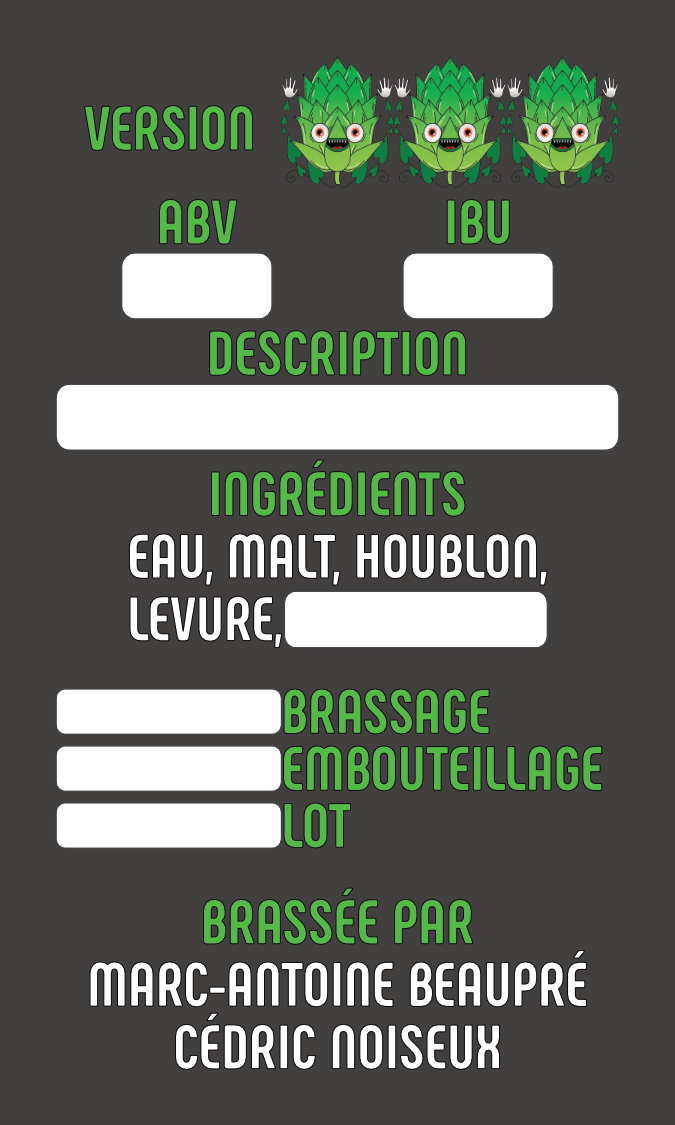 VERSION
ABV
IBU
DESCRIPTION
INGRÉDIENTS
EAU, MALT, HOUBLON,
LEVURE,
BRASSAGE
EMBOUTEILLAGE
LOT
BRASSÉE PAR
MARC-ANTOINE BEAUPRÉ
CÉDRIC NOISEUX